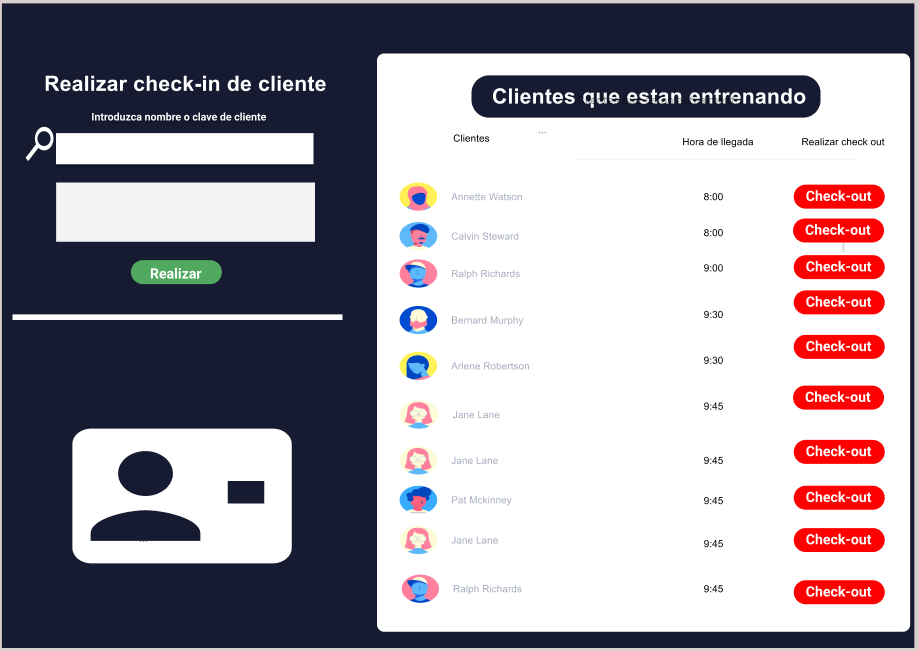 Realizar check-in de cliente
Introduzca nombre o clave de cliente
Realizar
Clientes que estan entrenando
Clientes Hora de llegada Realizar check out
Annette Watson 8:00 Check-out
Calvin Steward 8:00 Check-out
Ralph Richards 9:00 Check-out
Bernard Murphy 9:30 Check-out
Arlene Robertson 9:30 Check-out
Jane Lane 9:45 Check-out
Jane Lane 9:45 Check-out
Pat Mckinney 9:45 Check-out
Jane Lane 9:45 Check-out
Ralph Richards 9:45 Check-out